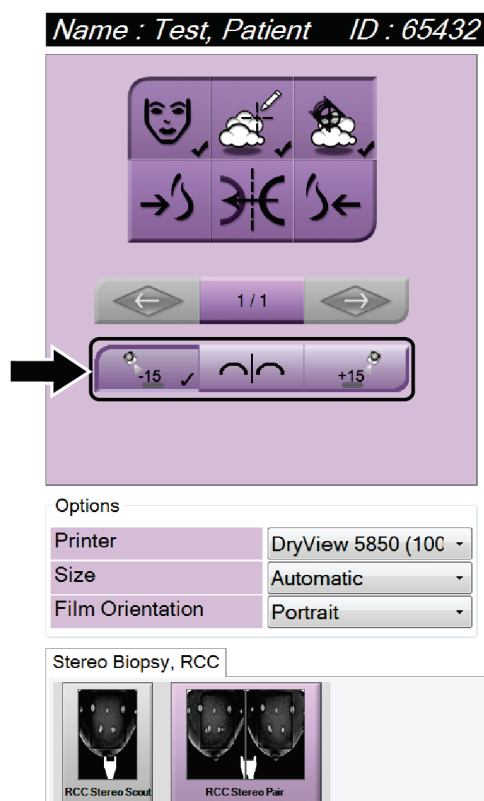 Name : Test, Patient ID : 65432
1 / 1
-15 +15
Options
Printer DryView 5850 (100
Size Automatic
Film Orientation Portrait
Stereo Biopsy, RCC
RCC Stereo Scout RCC Stereo Pair